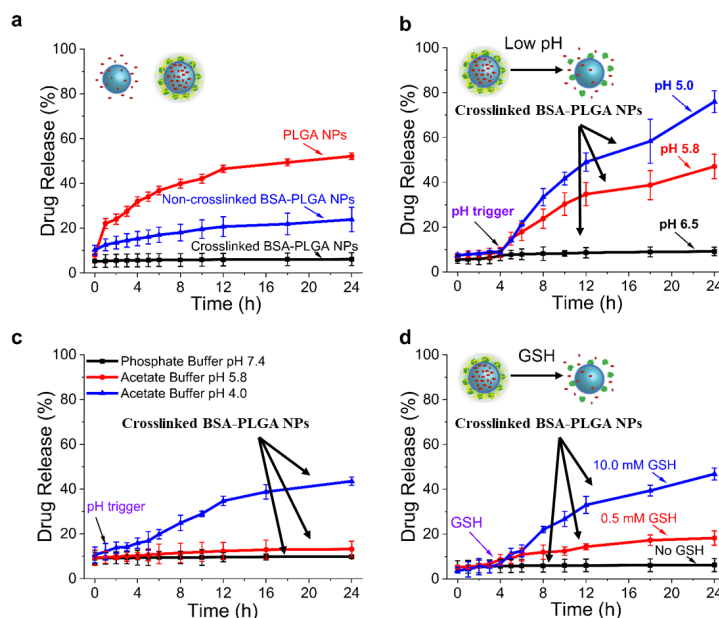 a
Drug Release (%)
100
80
60
40
20
0
PLGA NPs
Non-crosslinked BSA-PLGA NPs
Crosslinked BSA-PLGA NPs
0 4 8 12 16 20 24
Time (h)
b
Drug Release (%)
100
80
60
40
20
0
Low pH
Crosslinked BSA-PLGA NPs
pH 5.0
pH 5.8
pH trigger
pH 6.5
0 4 8 12 16 20 24
Time (h)
c
Drug Release (%)
100
80
60
40
20
0
Phosphate Buffer pH 7.4
Acetate Buffer pH 5.8
Acetate Buffer pH 4.0
Crosslinked BSA-PLGA NPs
pH trigger
0 4 8 12 16 20 24
Time (h)
d
Drug Release (%)
100
80
60
40
20
0
GSH
Crosslinked BSA-PLGA NPs
10.0 mM GSH
GSH
0.5 mM GSH
No GSH
0 4 8 12 16 20 24
Time (h)